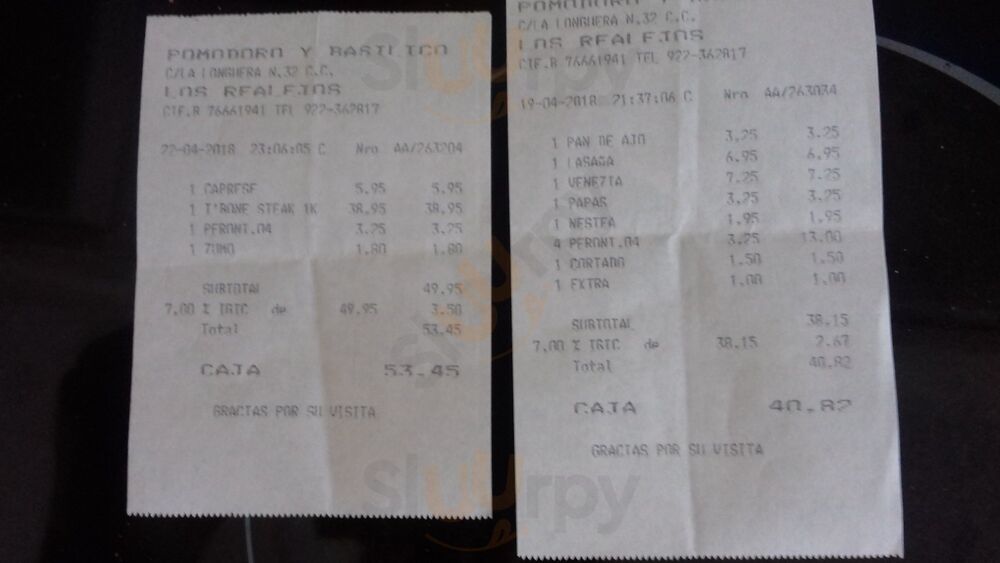 POMODORO Y BASILICO
C/LA LONGUERA N.32 C.C.
LOS REALEJOS
CIF.B 76661941 TEL 922-362817
22-04-2018 23:06:05 C Nro AA/263204
1 CAPRESE 5.95 5.95
1 T'BONE STEAK 1K 38.95 38.95
1 PERONI.04 3.25 3.25
1 ZUMO 1.80 1.80
SUBTOTAL 49.95
7.00 % IGIC de 49.95 3.50
Total 53.45
CAJA 53.45
GRACIAS POR SU VISITA
POMODORO Y
C/LA LONGUERA N.32 C.C.
LOS REALEJOS
CIF.B 76661941 TEL 922-362817
19-04-2018 21:37:06 C Nro AA/263034
1 PAN DE AJO 3.25 3.25
1 LASAGA 6.95 6.95
1 VENEZIA 7.25 7.25
1 PAPAS 3.25 3.25
1 NESTEA 1.95 1.95
4 PERONI.04 3.25 13.00
1 CORTADO 1.50 1.50
1 EXTRA 1.00 1.00
SUBTOTAL 38.15
7.00 % IGIC de 38.15 2.67
Total 40.82
CAJA 40.82
GRACIAS POR SU VISITA
Sluurpy
Sluurpy
Sluurpy
Sluurpy